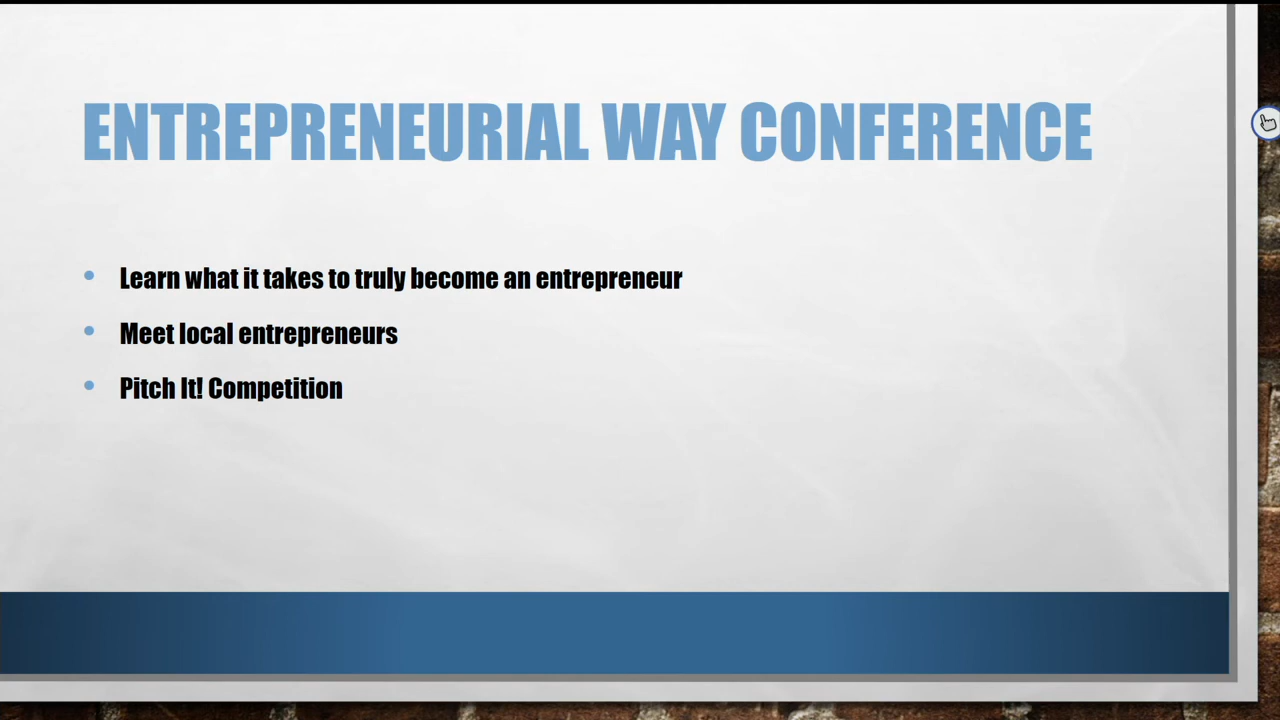 ENTREPRENEURIAL WAY CONFERENCE
• Learn what it takes to truly become an entrepreneur
• Meet local entrepreneurs
• Pitch It! Competition